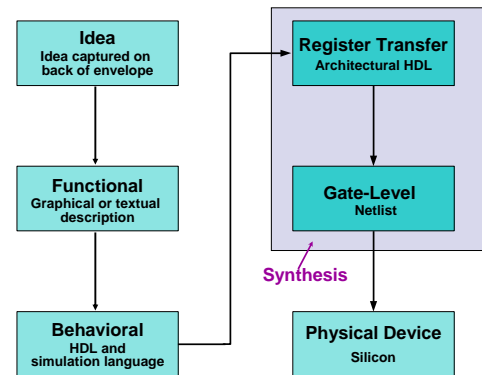 Idea
Idea captured on
back of envelope
Functional
Graphical or textual
description
Behavioral
HDL and
simulation language
Register Transfer
Architectural HDL
Gate-Level
Netlist
Synthesis
Physical Device
Silicon